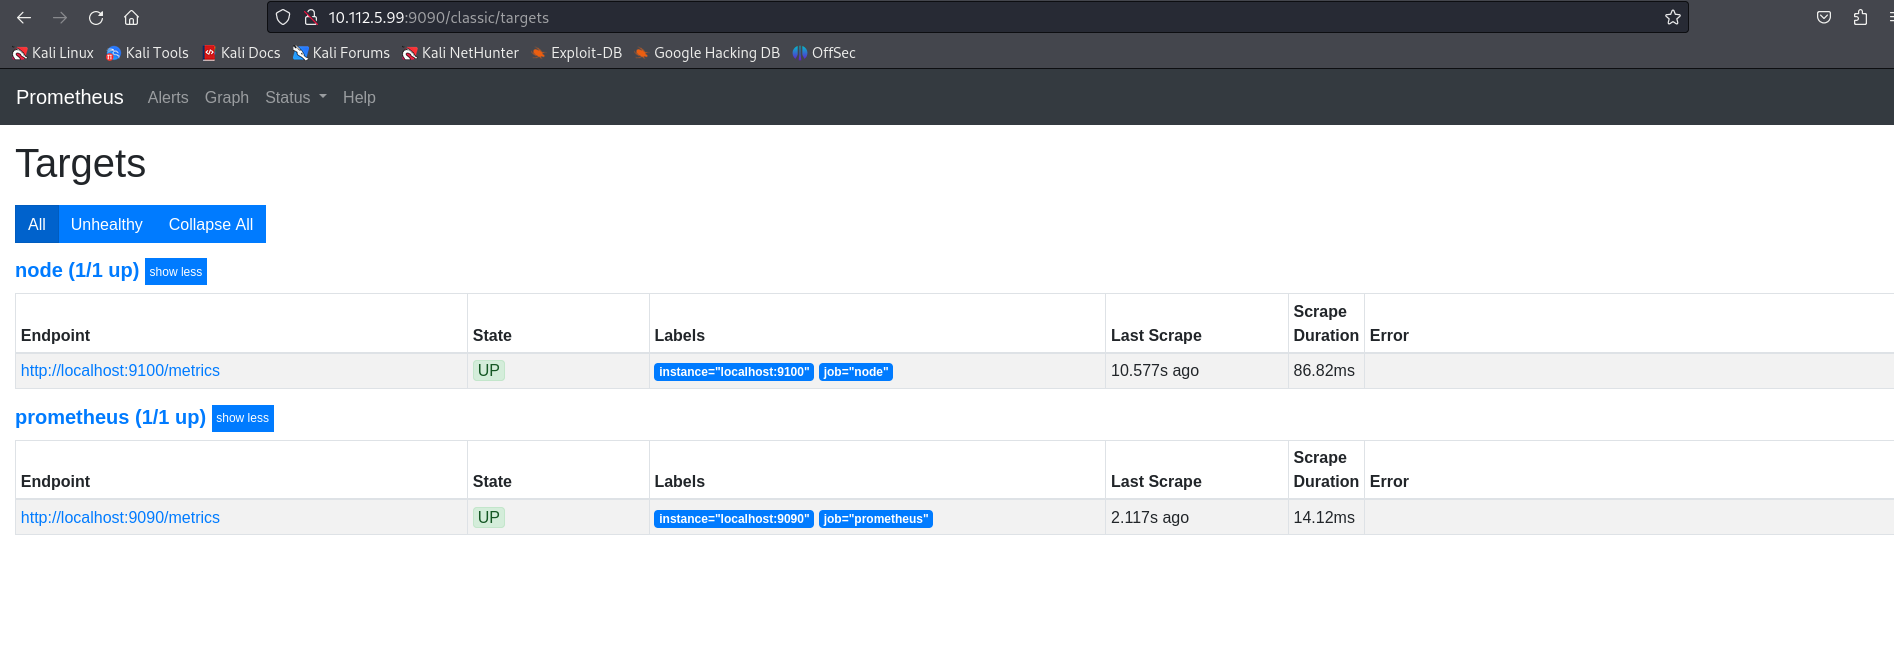 10.112.5.99:9090/classic/targets
Kali Linux Kali Tools Kali Docs Kali Forums Kali NetHunter Exploit-DB Google Hacking DB OffSec
Prometheus Alerts Graph Status Help
Targets
All Unhealthy Collapse All
node (1/1 up) show less
Endpoint State Labels Last Scrape Scrape Duration Error
http://localhost:9100/metrics UP instance="localhost:9100" job="node" 10.577s ago 86.82ms
prometheus (1/1 up) show less
Endpoint State Labels Last Scrape Scrape Duration Error
http://localhost:9090/metrics UP instance="localhost:9090" job="prometheus" 2.117s ago 14.12ms